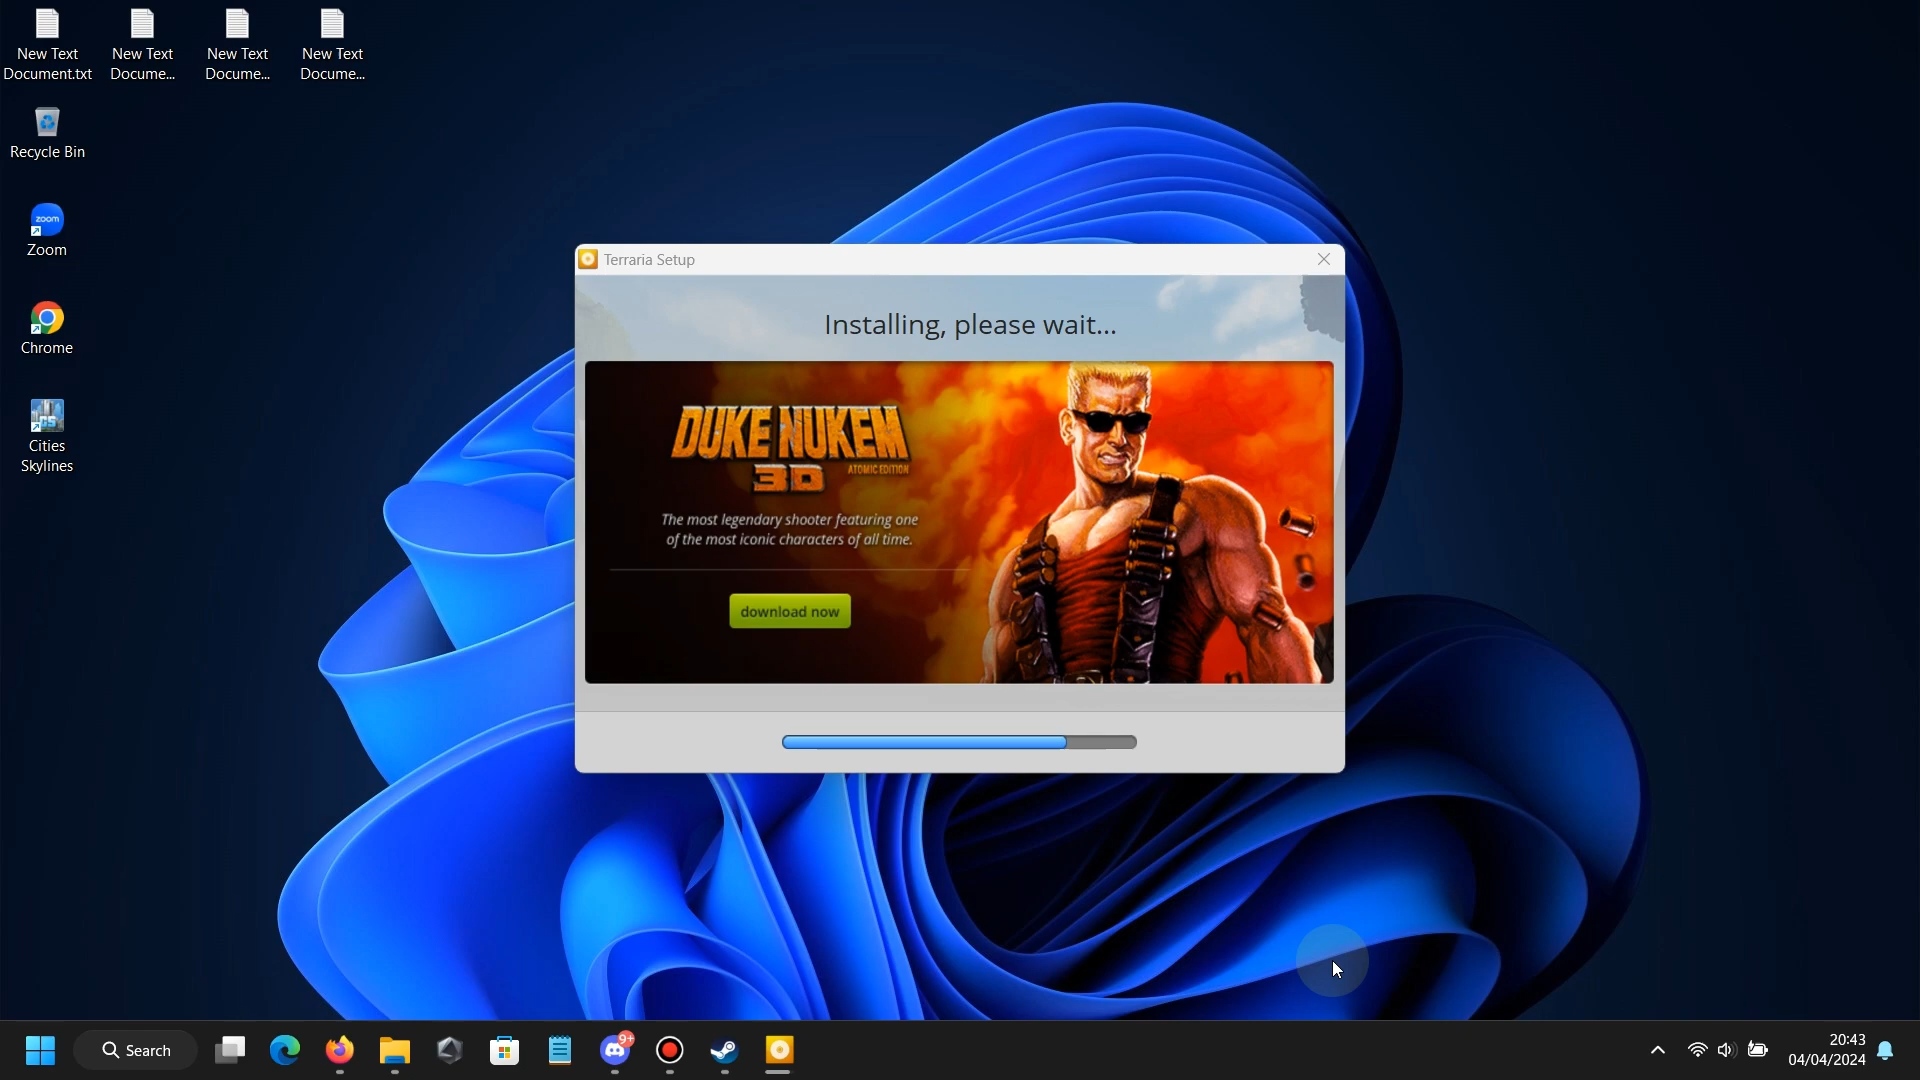 New Text
Document.txt
New Text
Docume...
New Text
Docume...
New Text
Docume...
Recycle Bin
zoom
Zoom
Chrome
CS
Cities
Skylines
Terraria Setup
Installing, please wait...
DUKE NUKEM
3D
ATOMIC EDITION
The most legendary shooter featuring one
of the most iconic characters of all time.
download now
Search
9+
20:43
04/04/2024